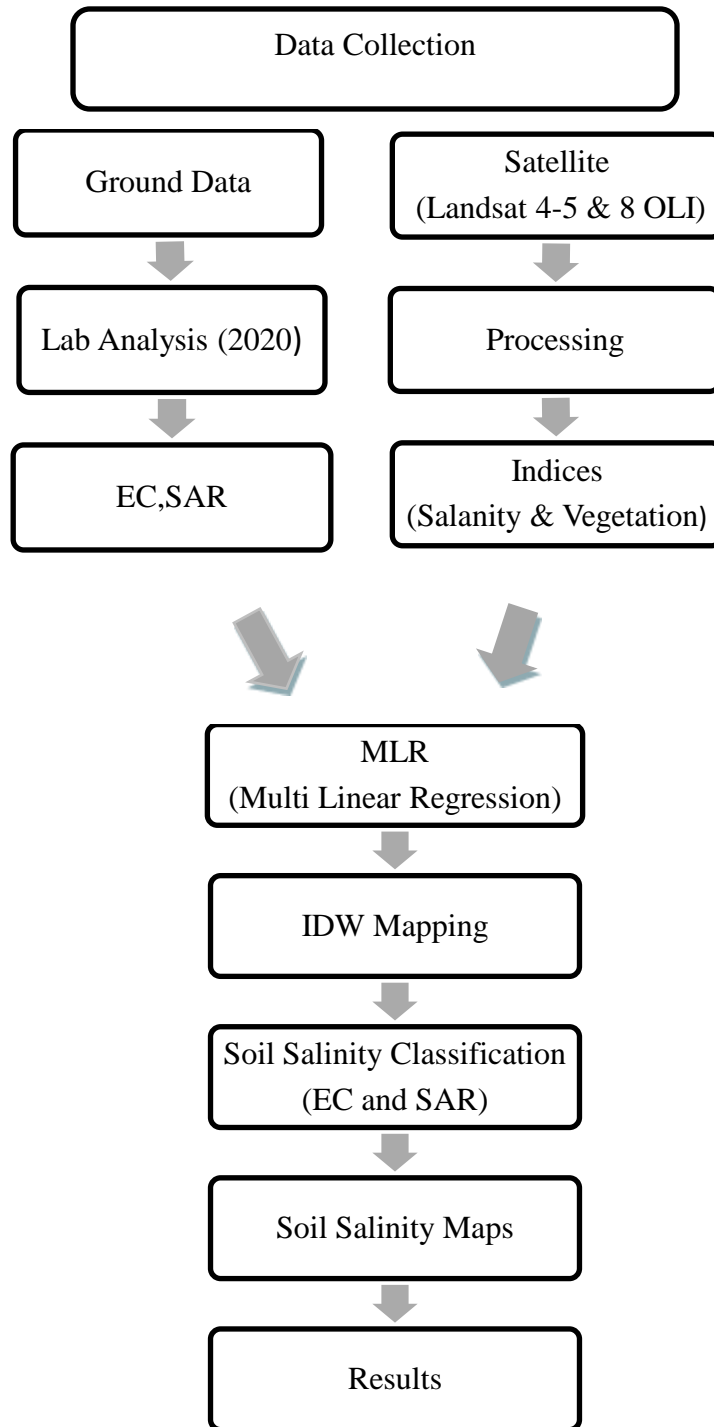 Data Collection
Ground Data
Lab Analysis (2020)
EC,SAR
Satellite
(Landsat 4-5 & 8 OLI)
Processing
Indices
(Salanity & Vegetation)
MLR
(Multi Linear Regression)
IDW Mapping
Soil Salinity Classification
(EC and SAR)
Soil Salinity Maps
Results